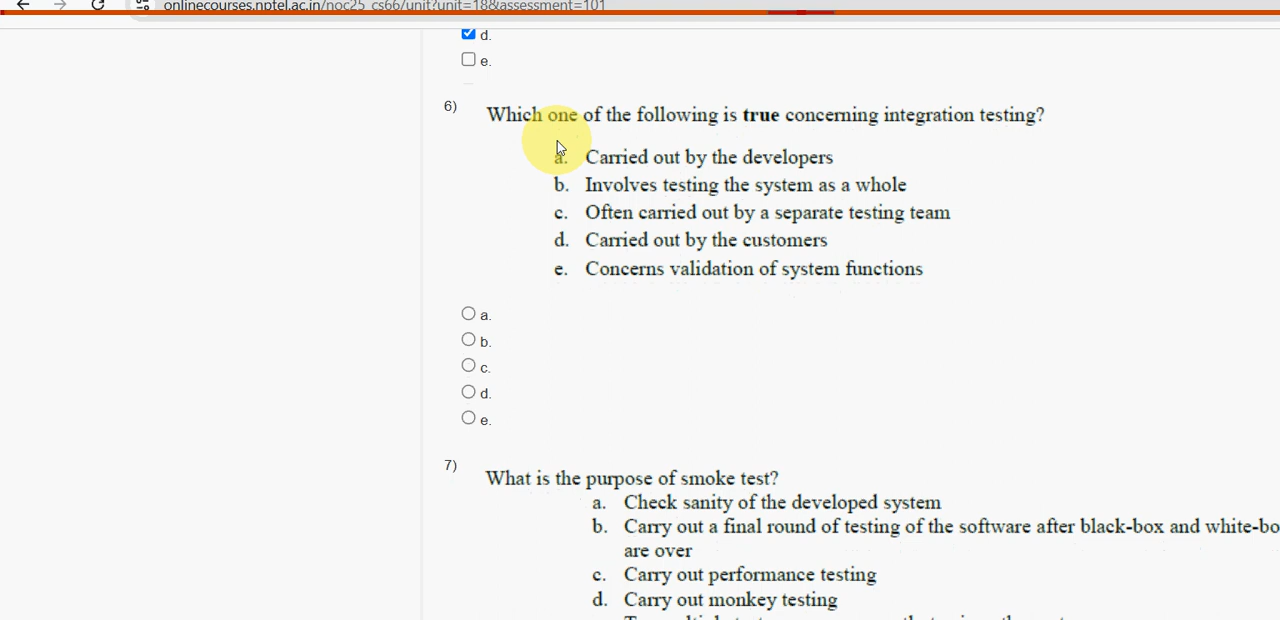 onlinecourses.nptel.ac.in/noc25_cs66/unit?unit=18&assessment=101
d.
e.
6)
Which one of the following is true concerning integration testing?
a. Carried out by the developers
b. Involves testing the system as a whole
c. Often carried out by a separate testing team
d. Carried out by the customers
e. Concerns validation of system functions
a.
b.
c.
d.
e.
7)
What is the purpose of smoke test?
a. Check sanity of the developed system
b. Carry out a final round of testing of the software after black-box and white-bo
are over
c. Carry out performance testing
d. Carry out monkey testing